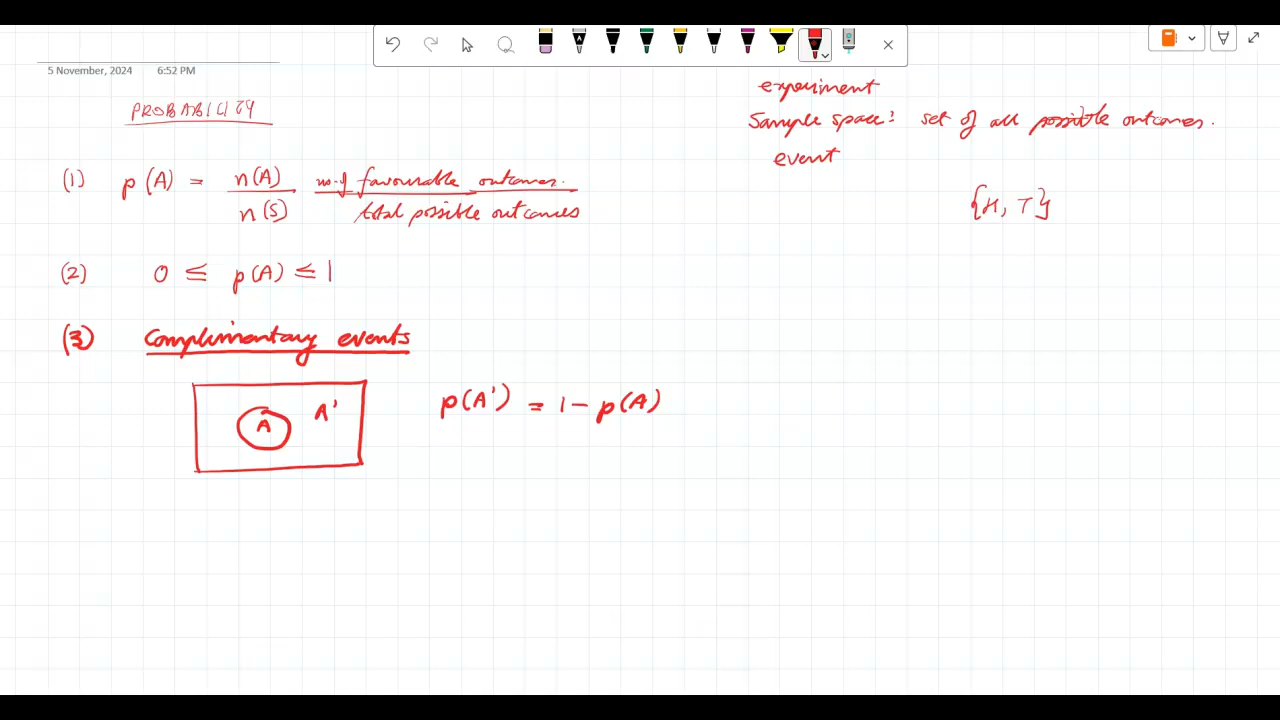 5 November, 2024 6:52 PM
PROBABILITY
experiment
Sample space: set of all possible outcomes.
event
{H, T}
(1) p(A) = n(A) / n(S) no. of favourable outcomes. / total possible outcomes
(2) 0 ≤ p(A) ≤ 1
(3) Complimentary events
A A'
p(A') = 1 - p(A)